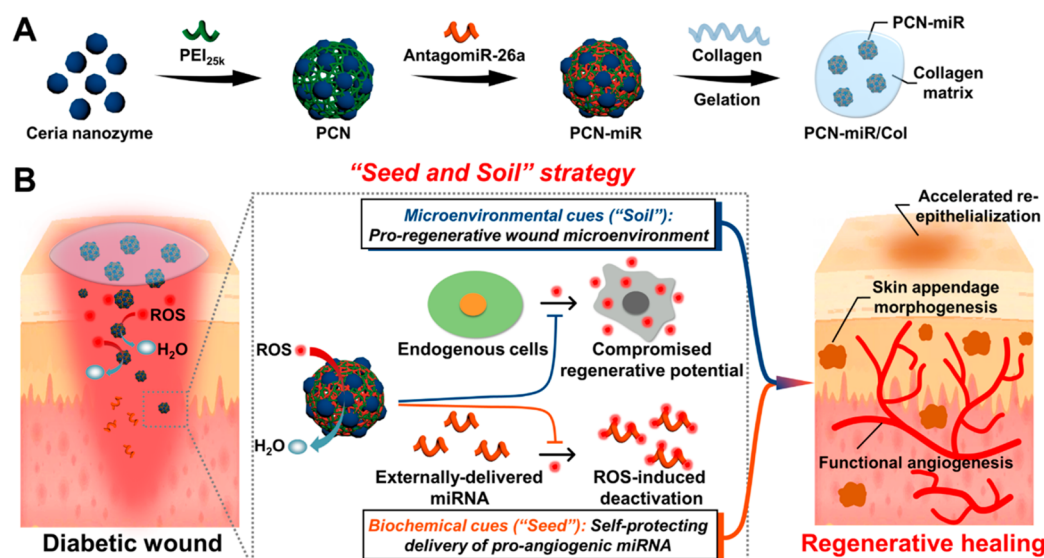 A
PEI25k
AntagomiR-26a
Collagen
Gelation
PCN-miR
Collagen
matrix
Ceria nanozyme
PCN
PCN-miR
PCN-miR/Col
B
“Seed and Soil” strategy
Microenvironmental cues (“Soil”):
Pro-regenerative wound microenvironment
ROS
H2O
Endogenous cells
Compromised
regenerative potential
ROS
H2O
Externally-delivered
miRNA
ROS-induced
deactivation
Biochemical cues (“Seed”): Self-protecting
delivery of pro-angiogenic miRNA
Diabetic wound
Accelerated re-
epithelialization
Skin appendage
morphogenesis
Functional angiogenesis
Regenerative healing